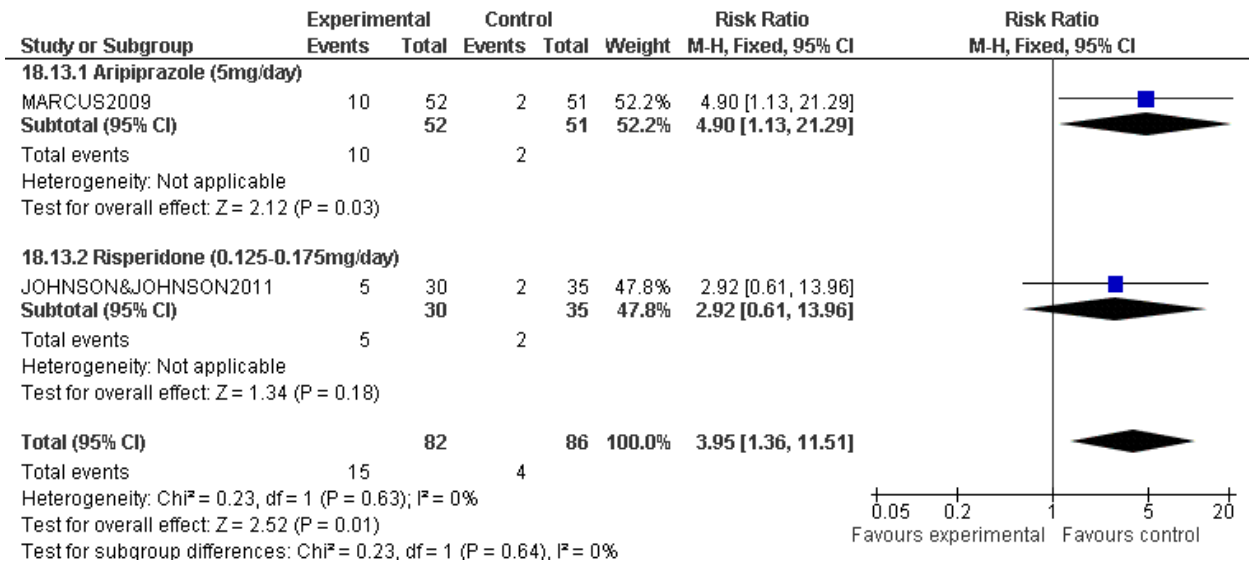 Experimental Control Risk Ratio Risk Ratio
Study or Subgroup Events Total Events Total Weight M-H, Fixed, 95% CI M-H, Fixed, 95% CI
18.13.1 Aripiprazole (5mg/day)
MARCUS2009 10 52 2 51 52.2% 4.90 [1.13, 21.29]
Subtotal (95% CI) 52 51 52.2% 4.90 [1.13, 21.29]
Total events 10 2
Heterogeneity: Not applicable
Test for overall effect: Z = 2.12 (P = 0.03)
18.13.2 Risperidone (0.125-0.175mg/day)
JOHNSON&JOHNSON2011 5 30 2 35 47.8% 2.92 [0.61, 13.96]
Subtotal (95% CI) 30 35 47.8% 2.92 [0.61, 13.96]
Total events 5 2
Heterogeneity: Not applicable
Test for overall effect: Z = 1.34 (P = 0.18)
Total (95% CI) 82 86 100.0% 3.95 [1.36, 11.51]
Total events 15 4
Heterogeneity: Chi² = 0.23, df = 1 (P = 0.63); I² = 0%
Test for overall effect: Z = 2.52 (P = 0.01)
Test for subgroup differences: Chi² = 0.23, df = 1 (P = 0.64), I² = 0%
0.05 0.2 1 5 20
Favours experimental Favours control